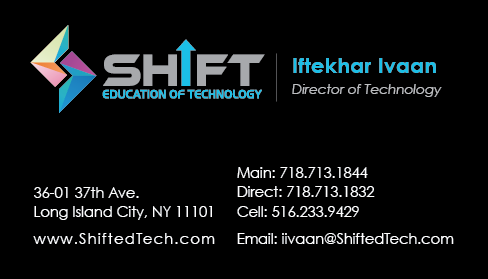 SHIFT
EDUCATION OF TECHNOLOGY
Iftekhar Ivaan
Director of Technology
36-01 37th Ave.
Long Island City, NY 11101
www.ShiftedTech.com
Main: 718.713.1844
Direct: 718.713.1832
Cell: 516.233.9429
Email: iivaan@ShiftedTech.com